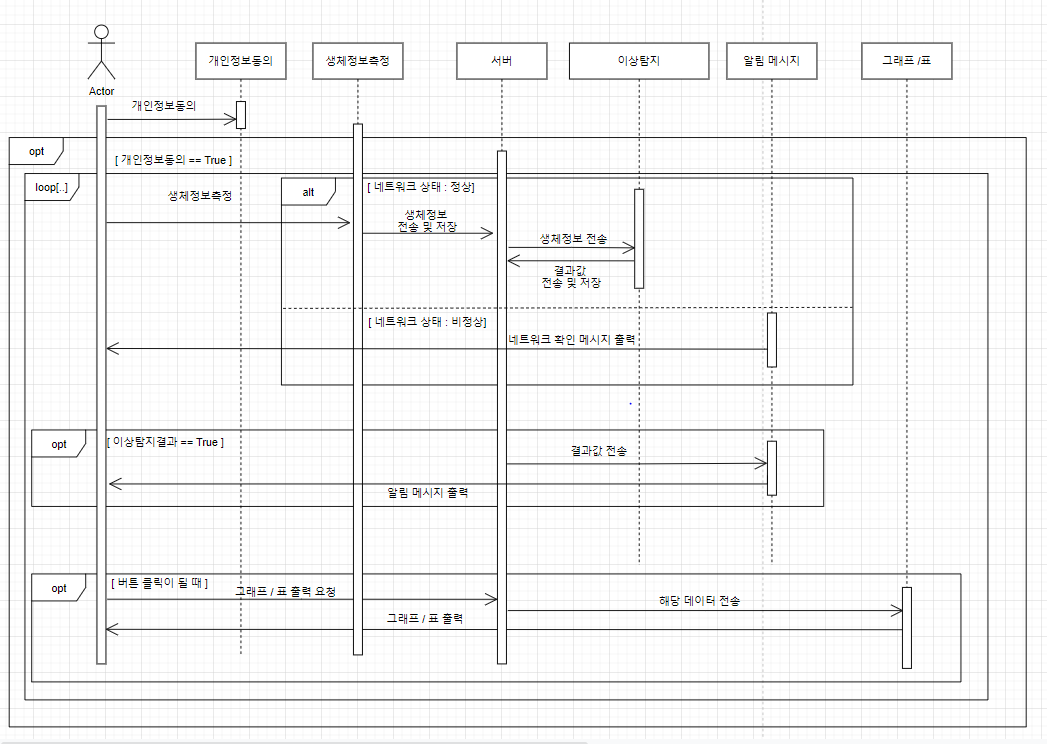 개인정보동의
생체정보측정
서버
이상탐지
알림 메시지
그래프 /표
Actor
개인정보동의
opt
[ 개인정보동의 == True ]
loop[..]
생체정보측정
alt
[ 네트워크 상태 : 정상]
생체정보
전송 및 저장
생체정보 전송
결과값
전송 및 저장
[ 네트워크 상태 : 비정상]
네트워크 확인 메시지 출력
opt
[ 이상탐지결과 == True ]
결과값 전송
알림 메시지 출력
opt
[ 버튼 클릭이 될 때 ]
그래프 / 표 출력 요청
해당 데이터 전송
그래프 / 표 출력